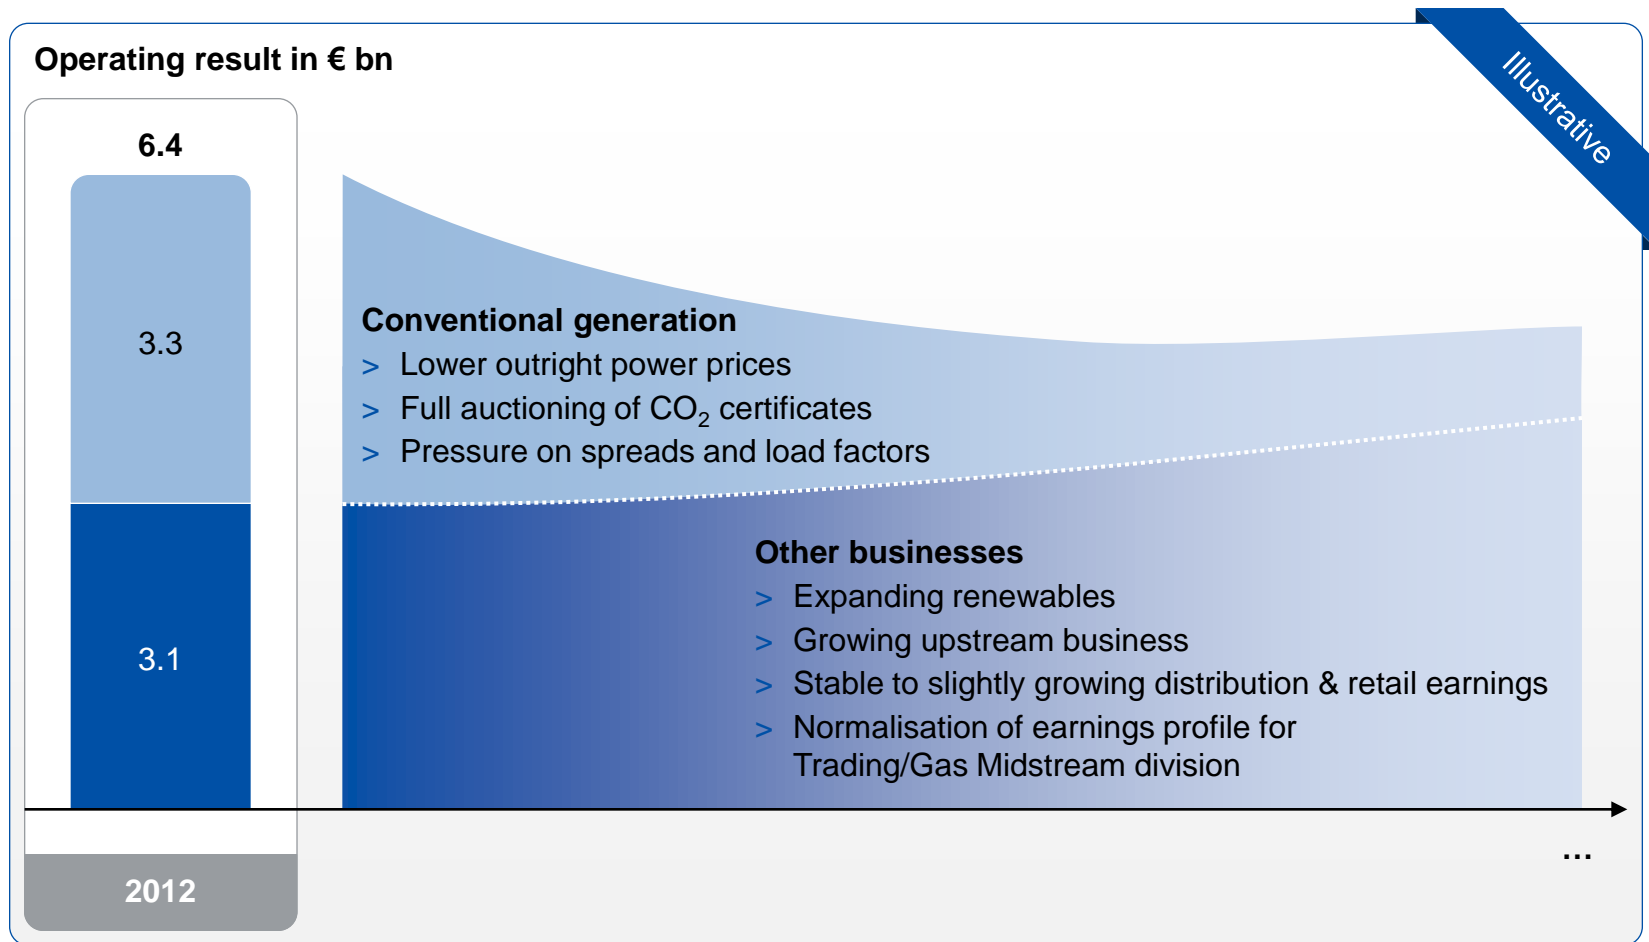 Operating result in € bn
Illustrative
6.4
3.3
3.1
2012
Conventional generation
> Lower outright power prices
> Full auctioning of CO₂ certificates
> Pressure on spreads and load factors
Other businesses
> Expanding renewables
> Growing upstream business
> Stable to slightly growing distribution & retail earnings
> Normalisation of earnings profile for
Trading/Gas Midstream division
...